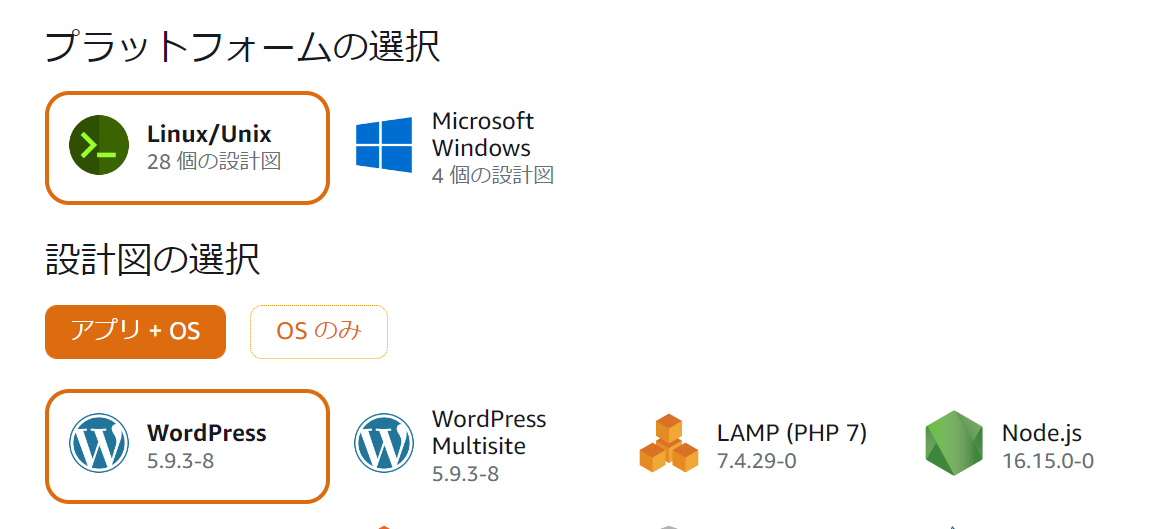 プラットフォームの選択
Linux/Unix
28 個の設計図
Microsoft
Windows
4 個の設計図
設計図の選択
アプリ + OS
OS のみ
WordPress
5.9.3-8
WordPress
Multisite
5.9.3-8
LAMP (PHP 7)
7.4.29-0
Node.js
16.15.0-0